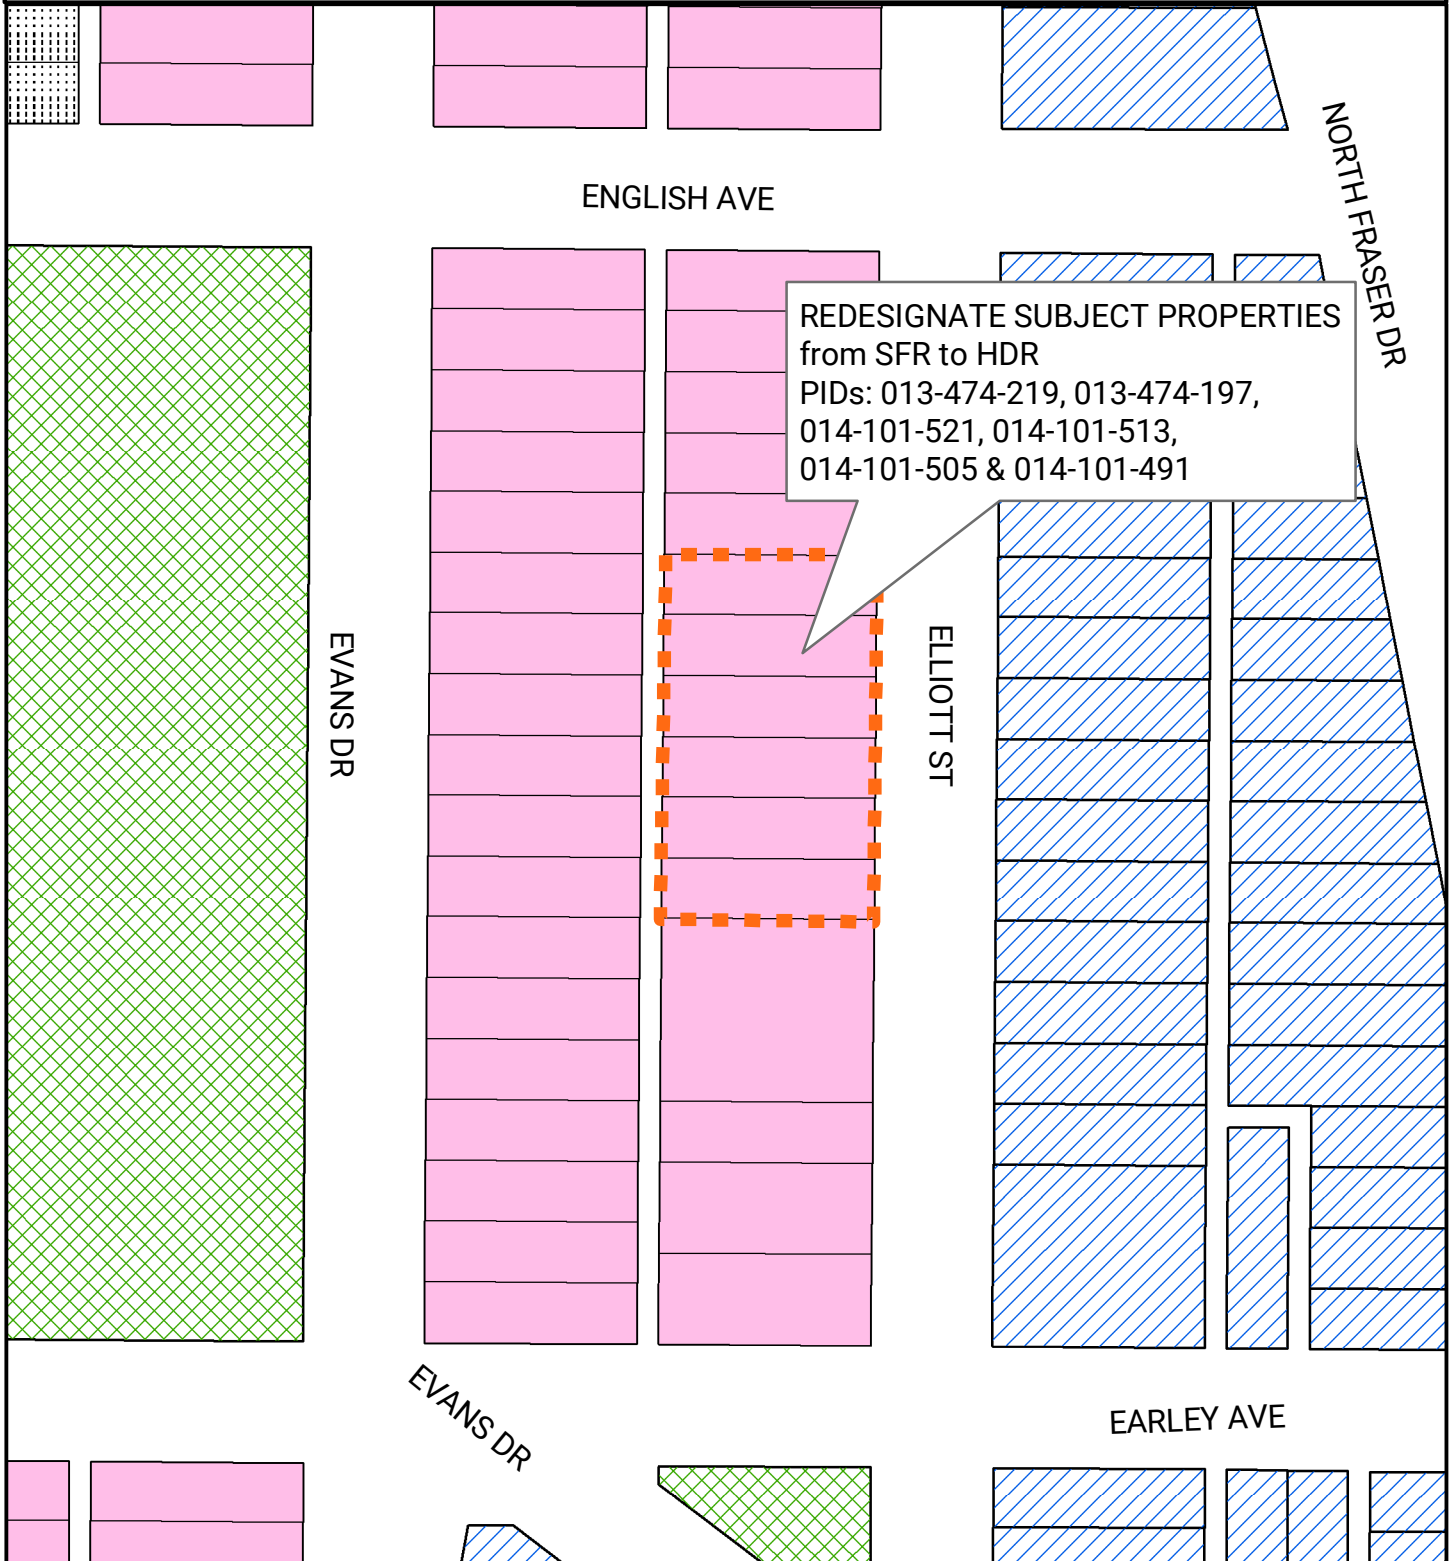 ENGLISH AVE
NORTH FRASER DR
REDESIGNATE SUBJECT PROPERTIES
from SFR to HDR
PIDs: 013-474-219, 013-474-197,
014-101-521, 014-101-513,
014-101-505 & 014-101-491
EVANS DR
ELLIOTT ST
EVANS DR
EARLEY AVE